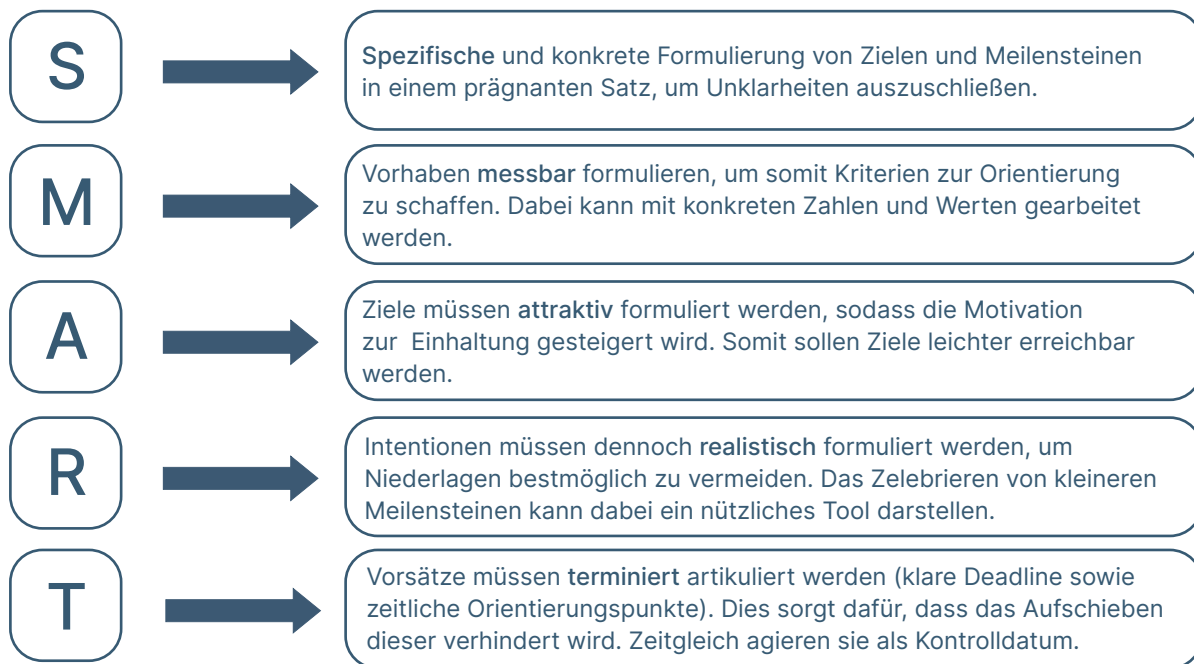 S
Spezifische und konkrete Formulierung von Zielen und Meilensteinen
in einem prägnanten Satz, um Unklarheiten auszuschließen.
M
Vorhaben messbar formulieren, um somit Kriterien zur Orientierung
zu schaffen. Dabei kann mit konkreten Zahlen und Werten gearbeitet
werden.
A
Ziele müssen attraktiv formuliert werden, sodass die Motivation
zur Einhaltung gesteigert wird. Somit sollen Ziele leichter erreichbar
werden.
R
Intentionen müssen dennoch realistisch formuliert werden, um
Niederlagen bestmöglich zu vermeiden. Das Zelebrieren von kleineren
Meilensteinen kann dabei ein nützliches Tool darstellen.
T
Vorsätze müssen terminiert artikuliert werden (klare Deadline sowie
zeitliche Orientierungspunkte). Dies sorgt dafür, dass das Aufschieben
dieser verhindert wird. Zeitgleich agieren sie als Kontrolldatum.